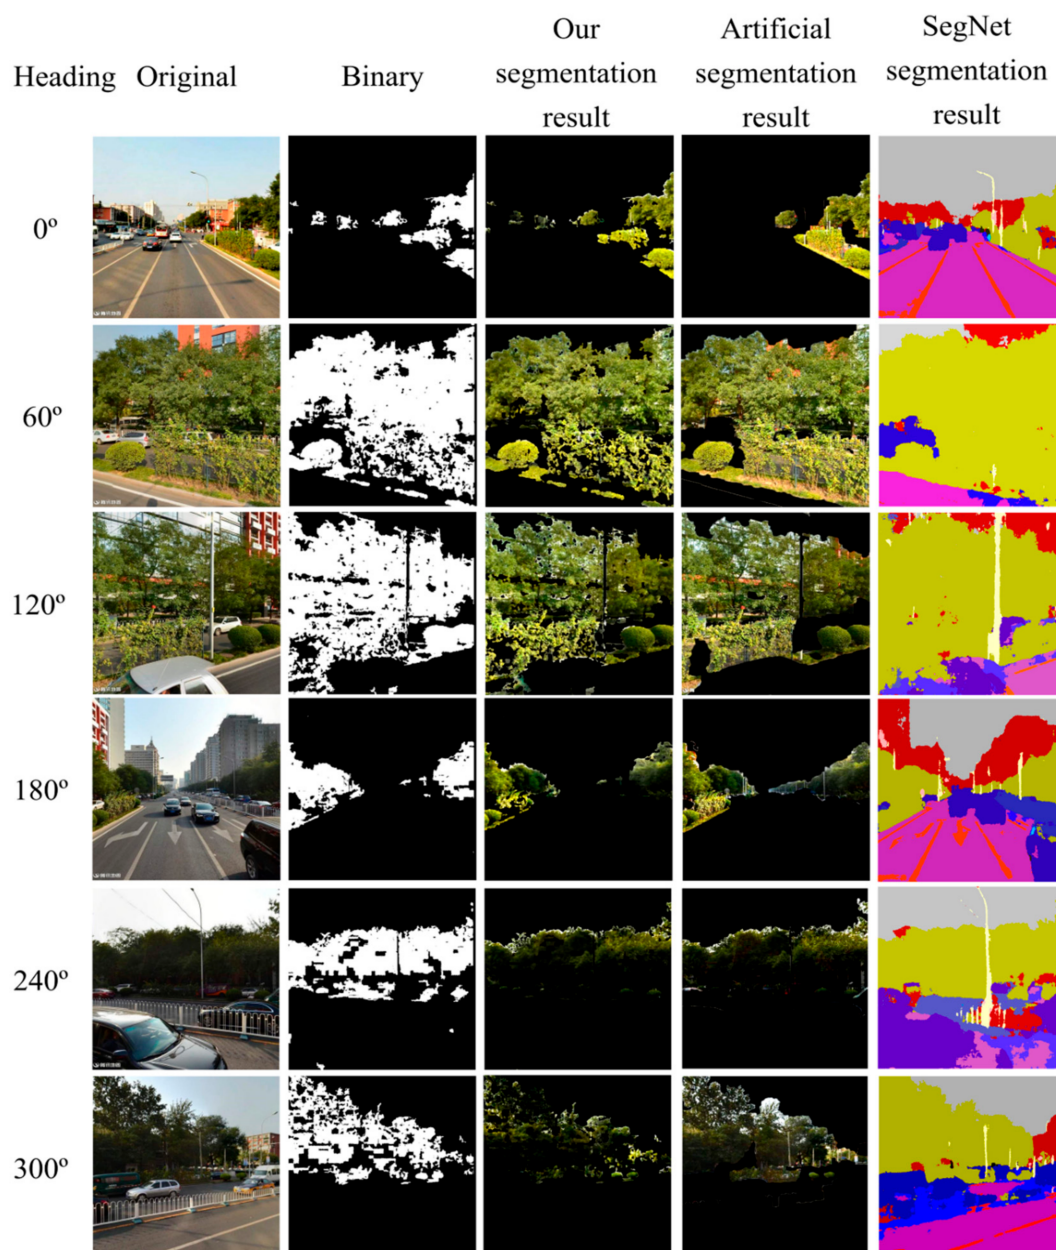 Heading
Original
Binary
Our
segmentation
result
Artificial
segmentation
result
SegNet
segmentation
result
0º
60º
120º
180º
240º
300º